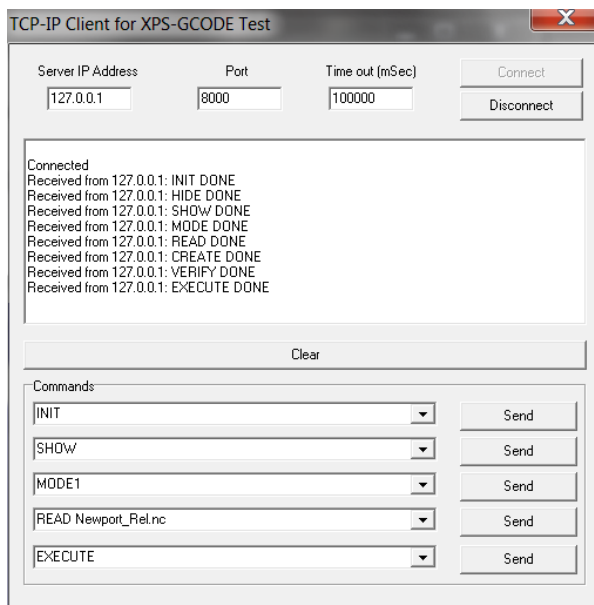 TCP-IP Client for XPS-GCODE Test
X
Server IP Address
Port
Time out (mSec)
Connect
127.0.0.1
8000
100000
Disconnect
Connected
Received from 127.0.0.1: INIT DONE
Received from 127.0.0.1: HIDE DONE
Received from 127.0.0.1: SHOW DONE
Received from 127.0.0.1: MODE DONE
Received from 127.0.0.1: READ DONE
Received from 127.0.0.1: CREATE DONE
Received from 127.0.0.1: VERIFY DONE
Received from 127.0.0.1: EXECUTE DONE
Clear
Commands
INIT
Send
SHOW
Send
MODE1
Send
READ Newport_Rel.nc
Send
EXECUTE
Send